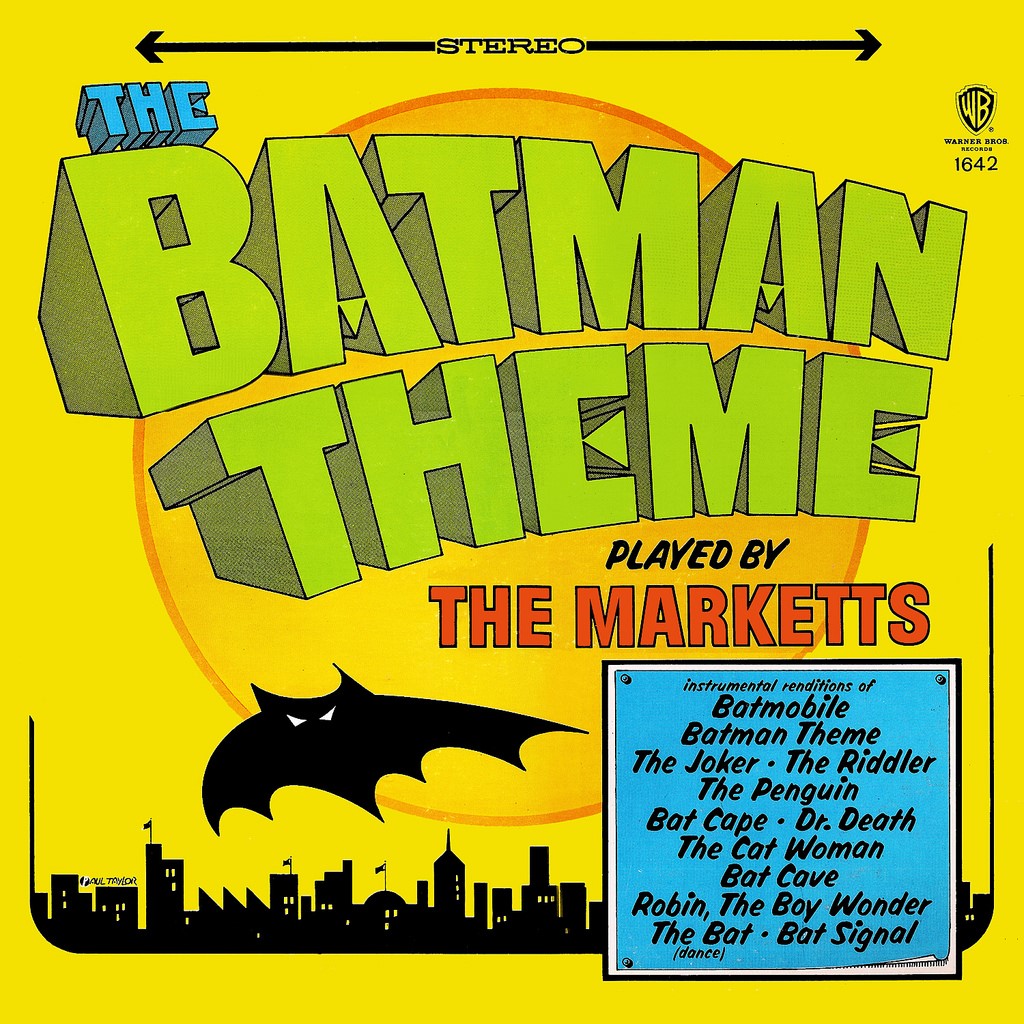 STEREO
THE
BATMAN
THEME
WB
®
WARNER BROS.
RECORDS
1642
PLAYED BY
THE MARKETTS
instrumental renditions of
Batmobile
Batman Theme
The Joker · The Riddler
The Penguin
Bat Cape · Dr. Death
The Cat Woman
Bat Cave
Robin, The Boy Wonder
The Bat · Bat Signal
(dance)
PAUL TAYLOR